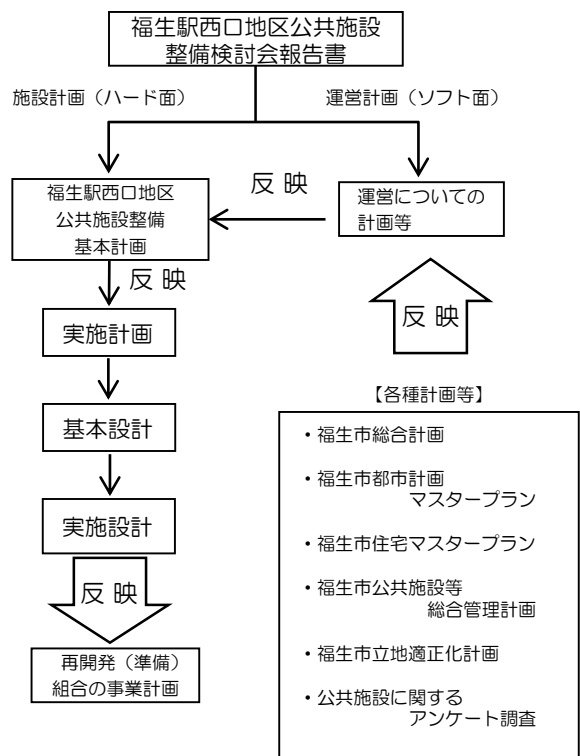 福生駅西口地区公共施設
整備検討会報告書
施設計画（ハード面）
運営計画（ソフト面）
福生駅西口地区
公共施設整備
基本計画
反 映
運営についての
計画等
反 映
実施計画
反 映
基本設計
【各種計画等】
・福生市総合計画
・福生市都市計画
マスタープラン
・福生市住宅マスタープラン
・福生市公共施設等
総合管理計画
・福生市立地適正化計画
・公共施設に関する
アンケート調査
実施設計
反 映
再開発（準備）
組合の事業計画